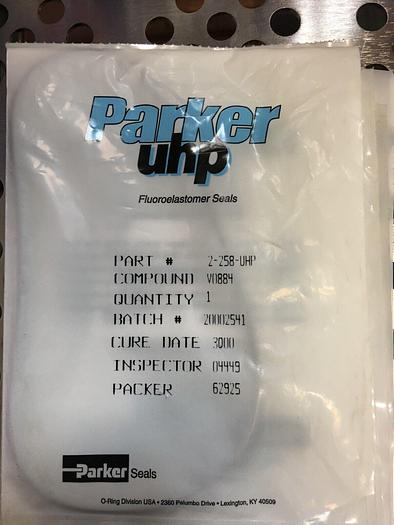 Parker
uhp
Fluoroelastomer Seals
PART # 2-258-UHP
COMPOUND V0884
QUANTITY 1
BATCH # 20002541
CURE DATE 3Q00
INSPECTOR 04449
PACKER 62925
Parker Seals
O-Ring Division USA • 2360 Palumbo Drive • Lexington, KY 40509